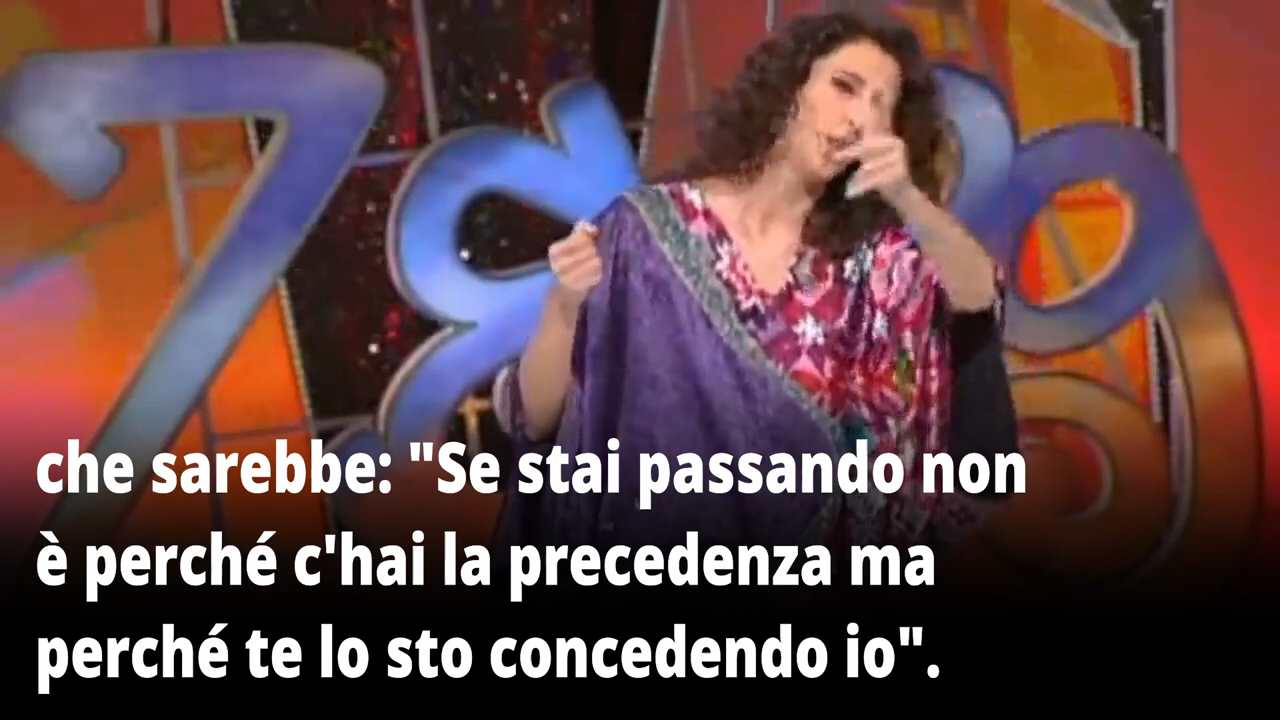 che sarebbe: "Se stai passando non
è perché c'hai la precedenza ma
perché te lo sto concedendo io".